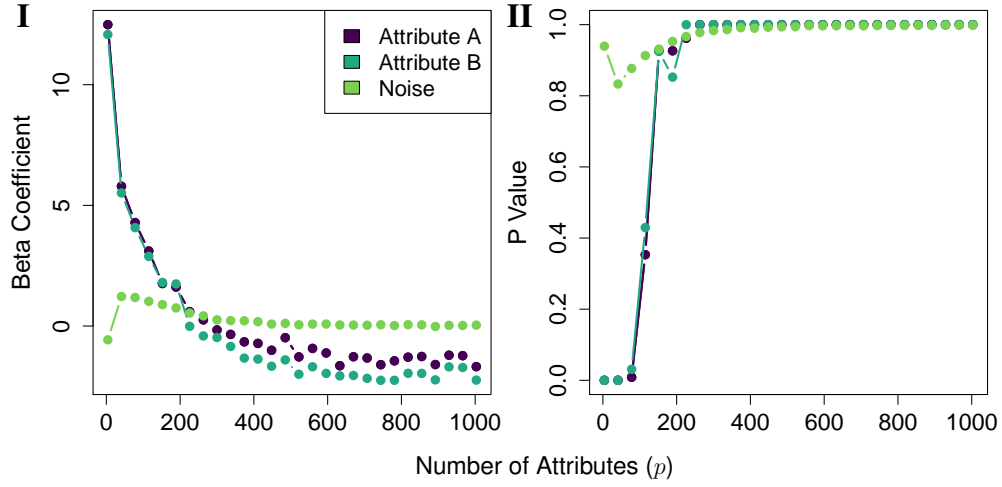 I
Attribute A
Attribute B
Noise
Beta Coefficient
10
5
0
0
200
400
600
800
1000
II
P Value
1.0
0.8
0.6
0.4
0.2
0.0
0
200
400
600
800
1000
Number of Attributes (p)